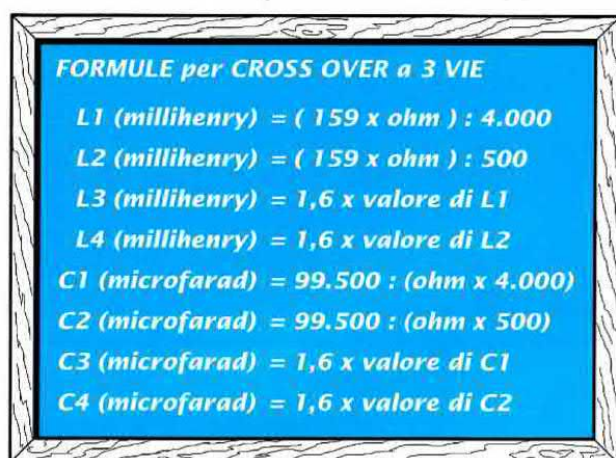 FORMULE per CROSS OVER a 3 VIE
L1 (millihenry) = ( 159 x ohm ) : 4.000
L2 (millihenry) = ( 159 x ohm ) : 500
L3 (millihenry) = 1,6 x valore di L1
L4 (millihenry) = 1,6 x valore di L2
C1 (microfarad) = 99.500 : (ohm x 4.000)
C2 (microfarad) = 99.500 : (ohm x 500)
C3 (microfarad) = 1,6 x valore di C1
C4 (microfarad) = 1,6 x valore di C2